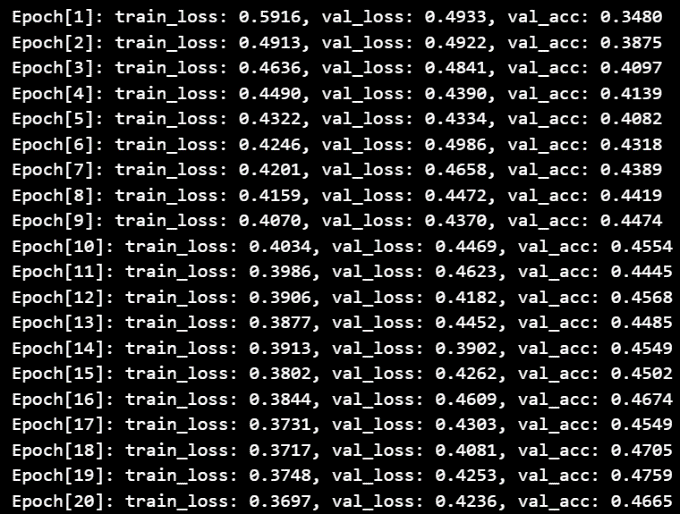 Epoch[1]: train_loss: 0.5916, val_loss: 0.4933, val_acc: 0.3480
Epoch[2]: train_loss: 0.4913, val_loss: 0.4922, val_acc: 0.3875
Epoch[3]: train_loss: 0.4636, val_loss: 0.4841, val_acc: 0.4097
Epoch[4]: train_loss: 0.4490, val_loss: 0.4390, val_acc: 0.4139
Epoch[5]: train_loss: 0.4322, val_loss: 0.4334, val_acc: 0.4082
Epoch[6]: train_loss: 0.4246, val_loss: 0.4986, val_acc: 0.4318
Epoch[7]: train_loss: 0.4201, val_loss: 0.4658, val_acc: 0.4389
Epoch[8]: train_loss: 0.4159, val_loss: 0.4472, val_acc: 0.4419
Epoch[9]: train_loss: 0.4070, val_loss: 0.4370, val_acc: 0.4474
Epoch[10]: train_loss: 0.4034, val_loss: 0.4469, val_acc: 0.4554
Epoch[11]: train_loss: 0.3986, val_loss: 0.4623, val_acc: 0.4445
Epoch[12]: train_loss: 0.3906, val_loss: 0.4182, val_acc: 0.4568
Epoch[13]: train_loss: 0.3877, val_loss: 0.4452, val_acc: 0.4485
Epoch[14]: train_loss: 0.3913, val_loss: 0.3902, val_acc: 0.4549
Epoch[15]: train_loss: 0.3802, val_loss: 0.4262, val_acc: 0.4502
Epoch[16]: train_loss: 0.3844, val_loss: 0.4609, val_acc: 0.4674
Epoch[17]: train_loss: 0.3731, val_loss: 0.4303, val_acc: 0.4549
Epoch[18]: train_loss: 0.3717, val_loss: 0.4081, val_acc: 0.4705
Epoch[19]: train_loss: 0.3748, val_loss: 0.4253, val_acc: 0.4759
Epoch[20]: train_loss: 0.3697, val_loss: 0.4236, val_acc: 0.4665